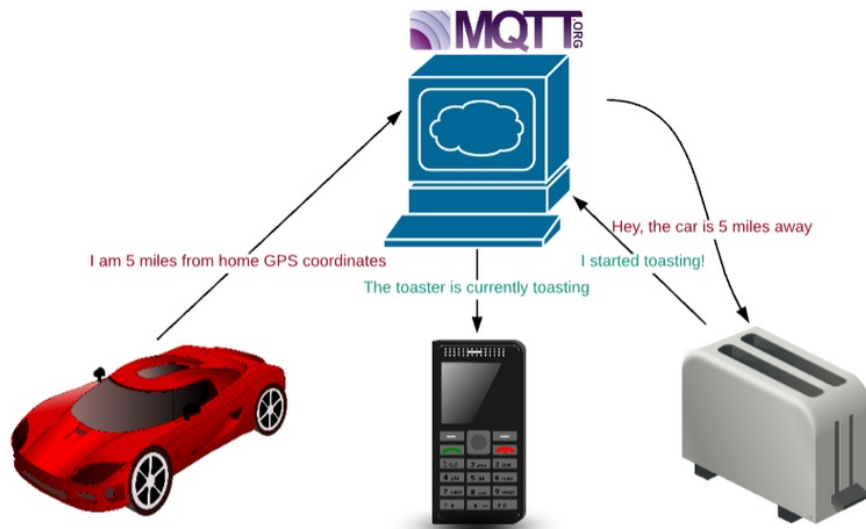 MQTT.ORG
Hey, the car is 5 miles away
I am 5 miles from home GPS coordinates
I started toasting!
The toaster is currently toasting